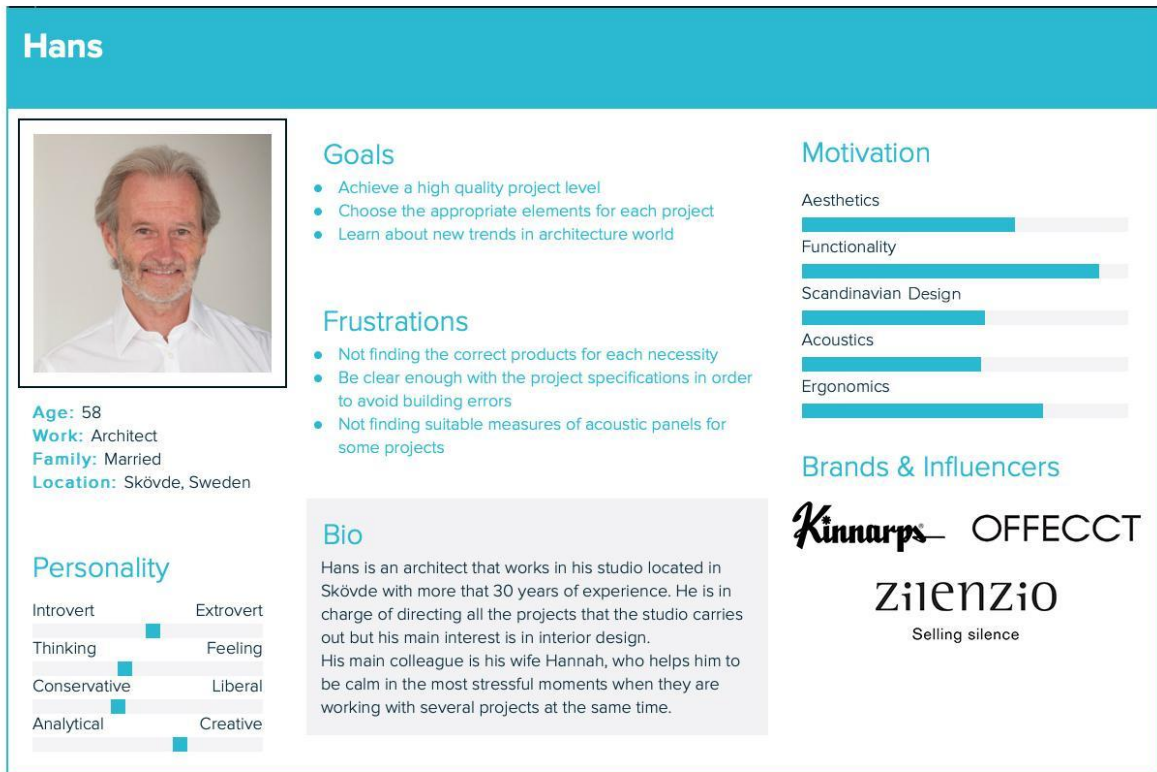 Hans
Age: 58
Work: Architect
Family: Married
Location: Skövde, Sweden
Personality
Introvert Extrovert
Thinking Feeling
Conservative Liberal
Analytical Creative
Goals
Achieve a high quality project level
Choose the appropriate elements for each project
Learn about new trends in architecture world
Frustrations
Not finding the correct products for each necessity
Be clear enough with the project specifications in order
to avoid building errors
Not finding suitable measures of acoustic panels for
some projects
Bio
Hans is an architect that works in his studio located in
Skövde with more that 30 years of experience. He is in
charge of directing all the projects that the studio carries
out but his main interest is in interior design.
His main colleague is his wife Hannah, who helps him to
be calm in the most stressful moments when they are
working with several projects at the same time.
Motivation
Aesthetics
Functionality
Scandinavian Design
Acoustics
Ergonomics
Brands & Influencers
Kinnarps® OFFECCT
zilenzio
Selling silence